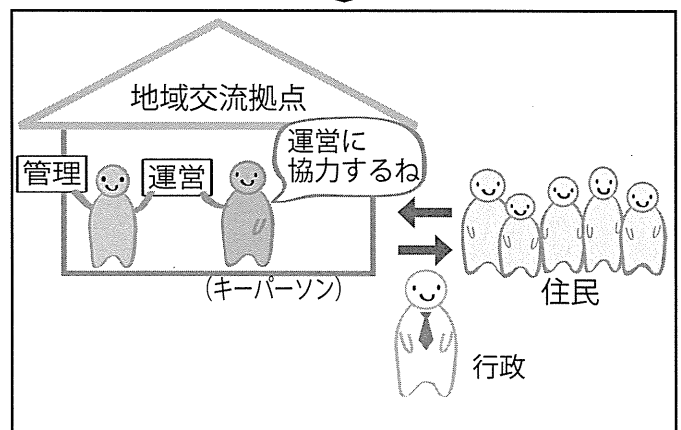 地域交流拠点
管理
運営
運営に
協力するね
(キーパーソン)
住民
行政